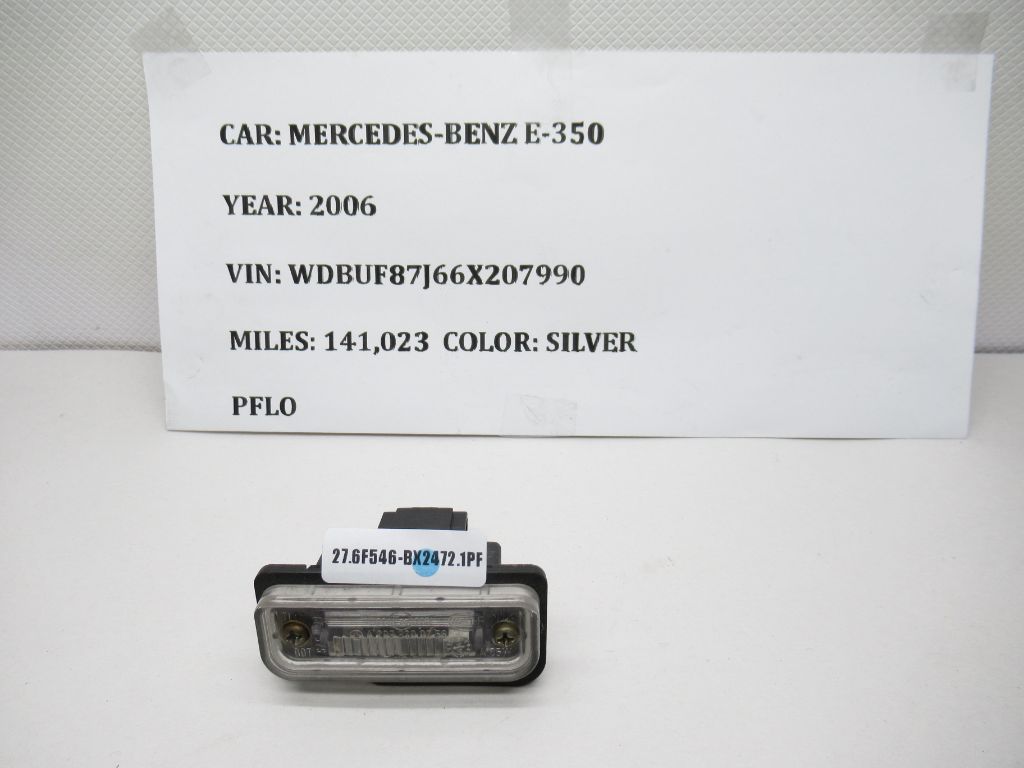 CAR: MERCEDES-BENZ E-350
YEAR: 2006
VIN: WDBUF87J66X207990
MILES: 141,023 COLOR: SILVER
PFLO
27.6F546-BX2472.1PF